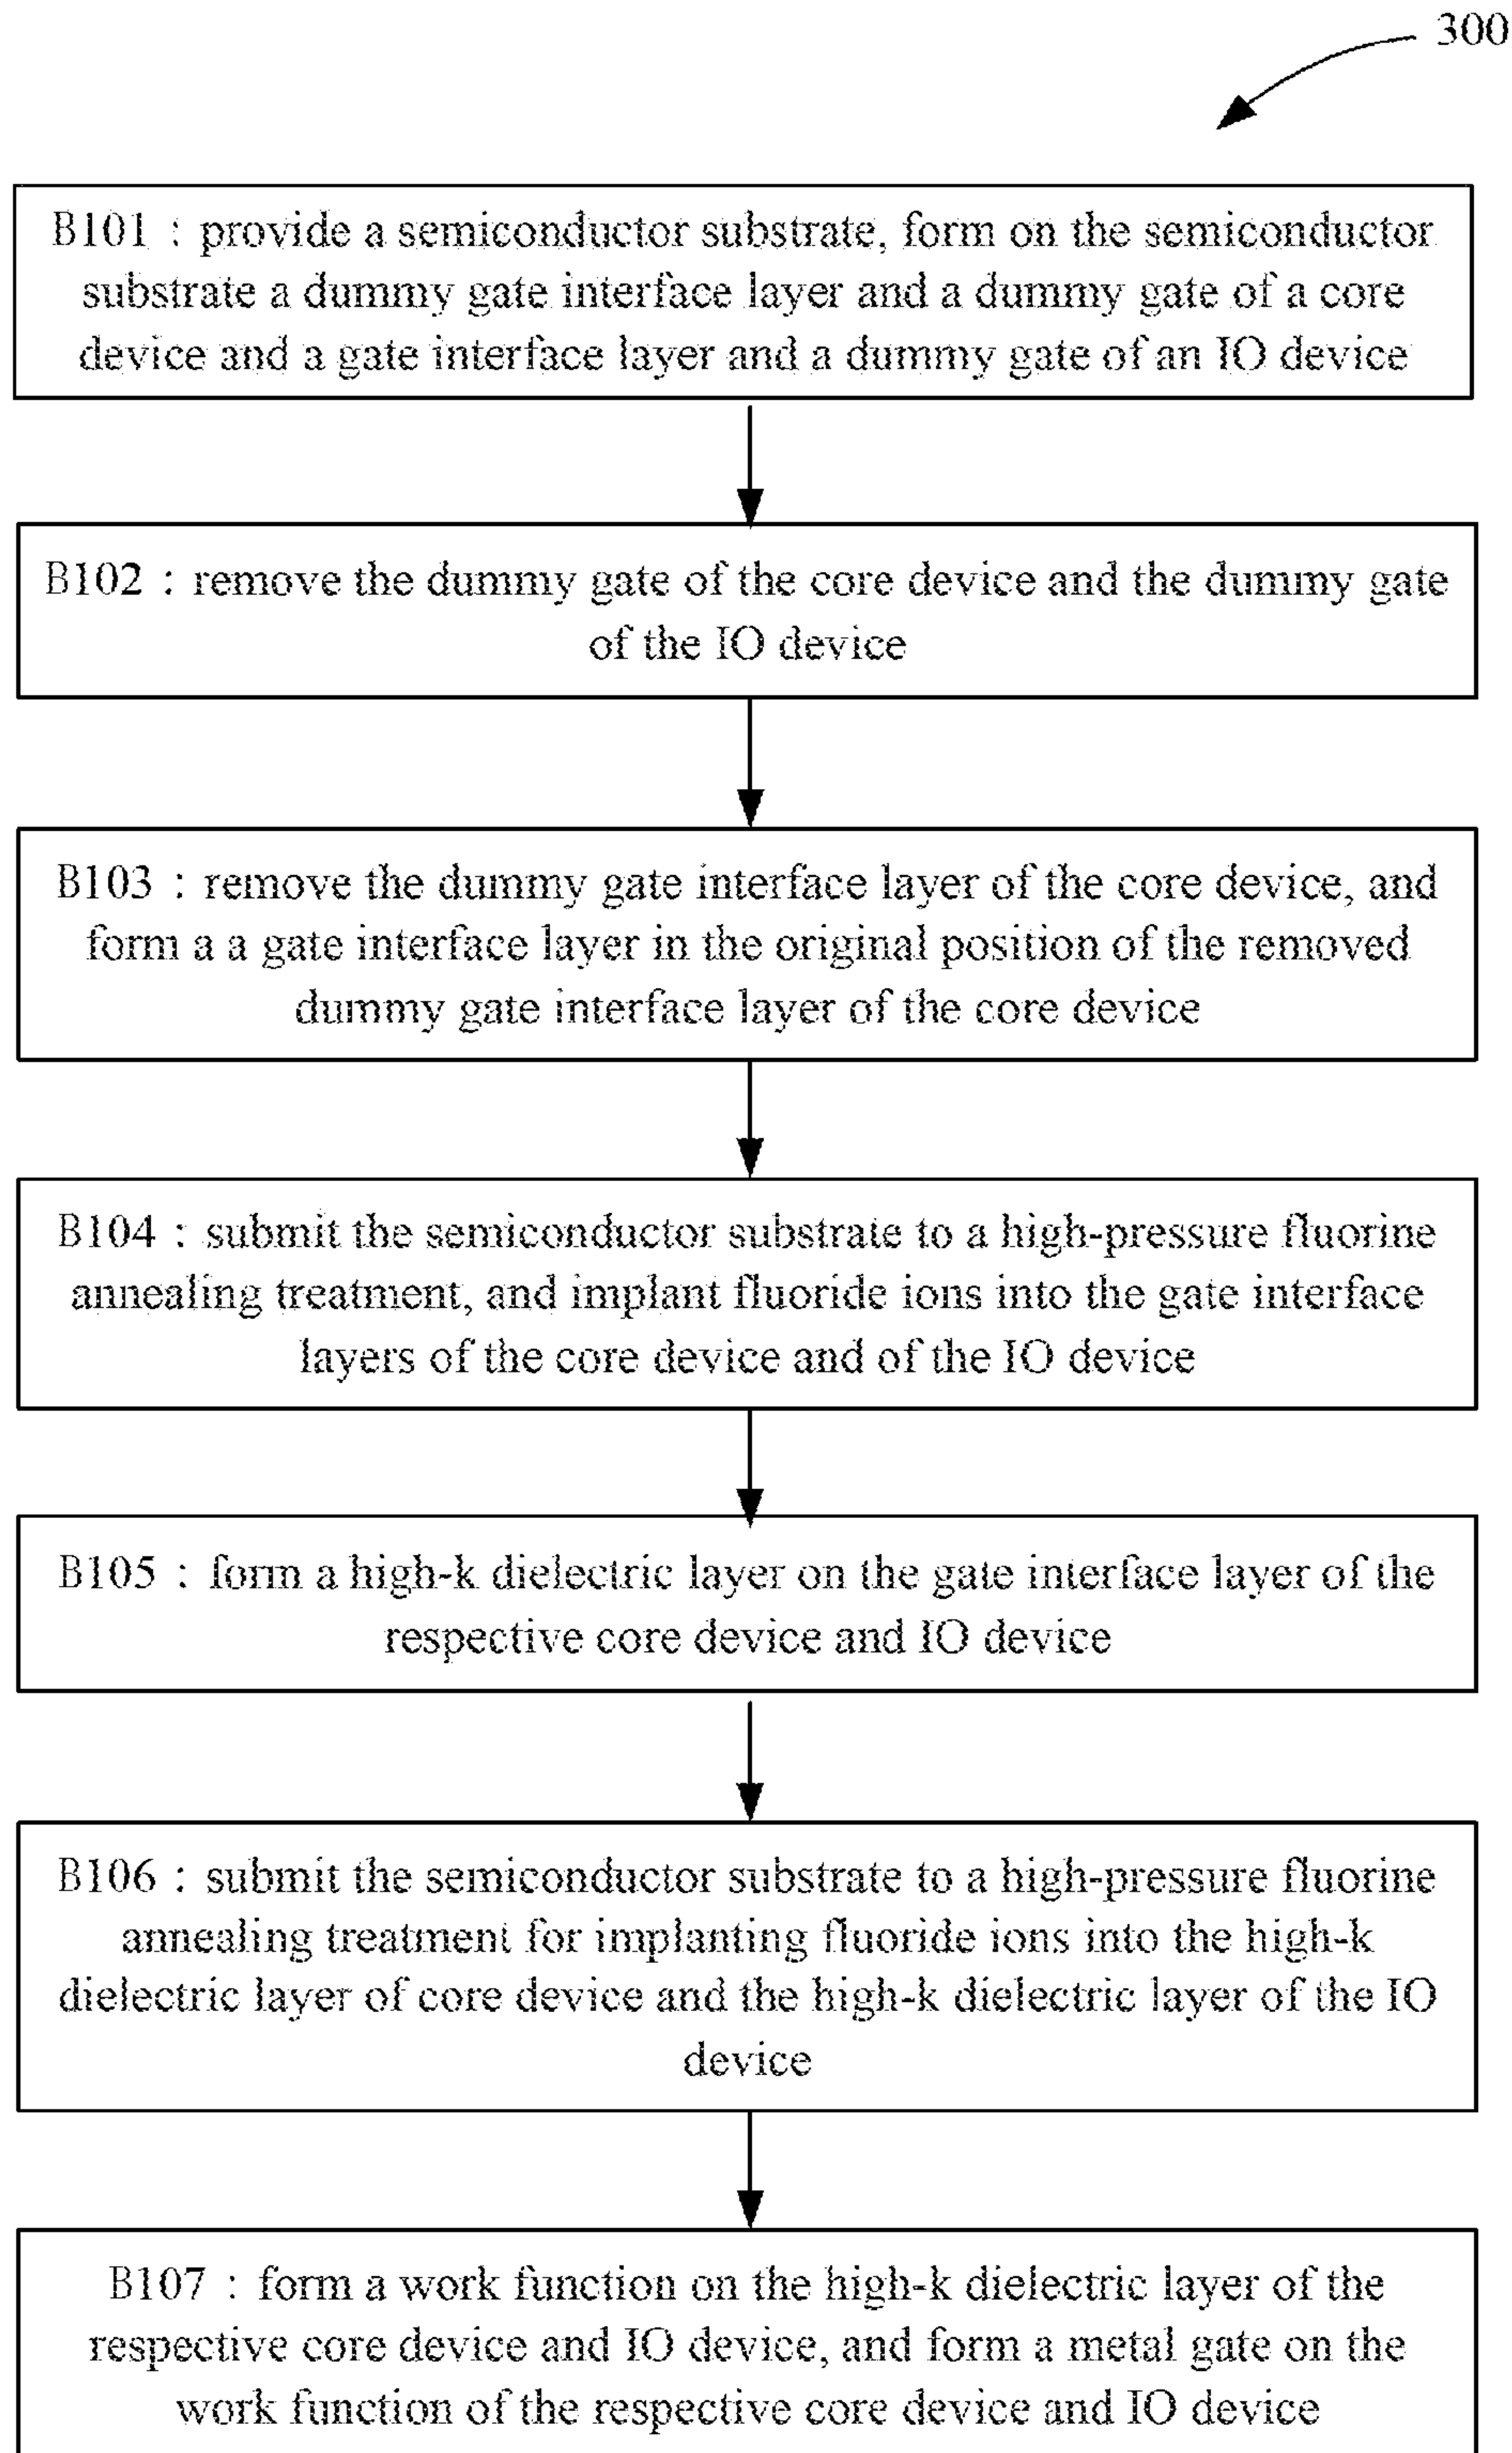 300
B101 : provide a semiconductor substrate, form on the semiconductor
substrate a dummy gate interface layer and a dummy gate of a core
device and a gate interface layer and a dummy gate of an IO device
B102 : remove the dummy gate of the core device and the dummy gate
of the IO device
B103 : remove the dummy gate interface layer of the core device, and
form a a gate interface layer in the original position of the removed
dummy gate interface layer of the core device
B104 : submit the semiconductor substrate to a high-pressure fluorine
annealing treatment, and implant fluoride ions into the gate interface
layers of the core device and of the IO device
B105 : form a high-k dielectric layer on the gate interface layer of the
respective core device and IO device
B106 : submit the semiconductor substrate to a high-pressure fluorine
annealing treatment for implanting fluoride ions into the high-k
dielectric layer of core device and the high-k dielectric layer of the IO
device
B107 : form a work function on the high-k dielectric layer of the
respective core device and IO device, and form a metal gate on the
work function of the respective core device and IO device